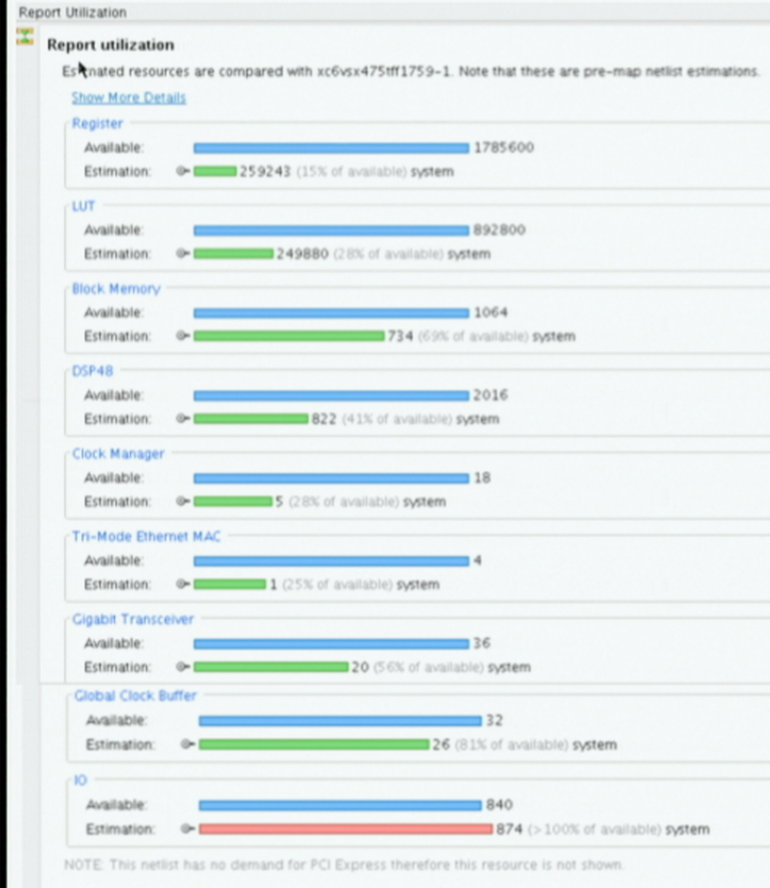 Report Utilization
Report utilization
Estimated resources are compared with xc6vsx475tff1759-1. Note that these are pre-map netlist estimations.
Show More Details
Register
Available: 1785600
Estimation: 259243 (15% of available) system
LUT
Available: 892800
Estimation: 249880 (28% of available) system
Block Memory
Available: 1064
Estimation: 734 (69% of available) system
DSP48
Available: 2016
Estimation: 822 (41% of available) system
Clock Manager
Available: 18
Estimation: 5 (28% of available) system
Tri-Mode Ethernet MAC
Available: 4
Estimation: 1 (25% of available) system
Gigabit Transceiver
Available: 36
Estimation: 20 (56% of available) system
Global Clock Buffer
Available: 32
Estimation: 26 (81% of available) system
IO
Available: 840
Estimation: 874 (>100% of available) system
NOTE: This netlist has no demand for PCI Express therefore this resource is not shown.